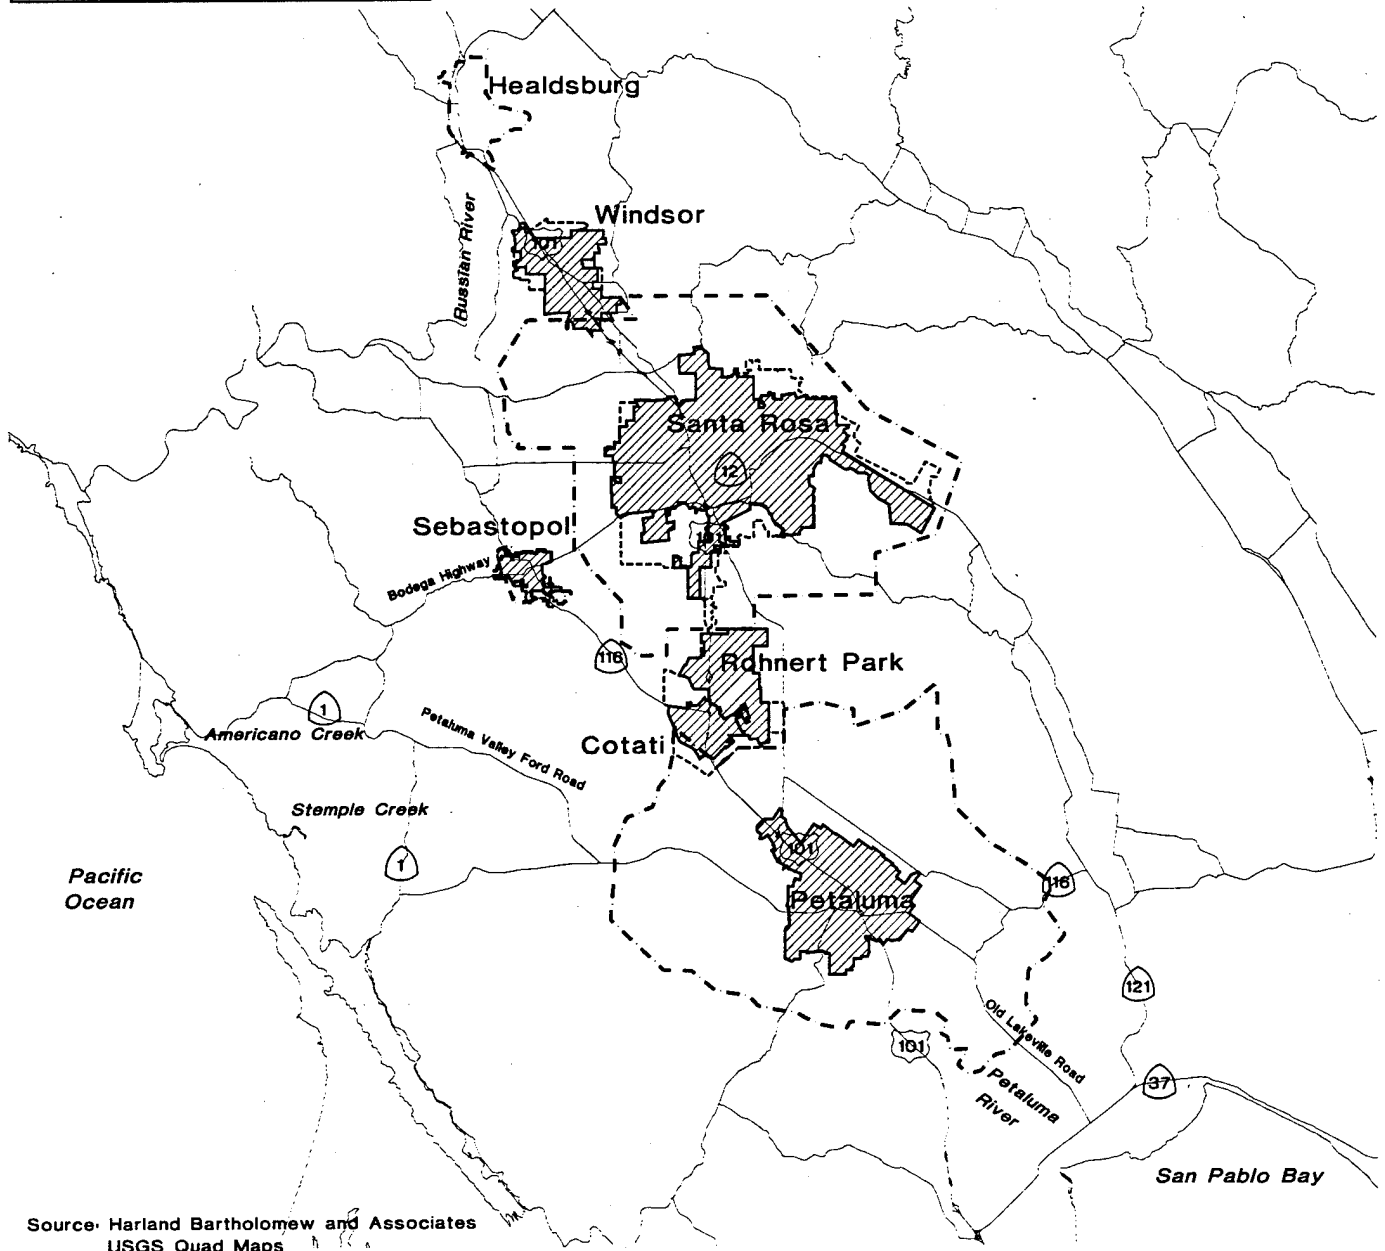 Healdsburg
Windsor
101
Russian River
Santa Rosa
12
Sebastopol
101
Bodega Highway
116
Rohnert Park
1
Americano Creek
Petaluma Valley Ford Road
Cotati
Stemple Creek
1
101
116
Pacific
Ocean
Petaluma
121
Old Lakeville Road
101
37
Petaluma
River
San Pablo Bay
Source: Harland Bartholomew and Associates
USGS Quad Maps